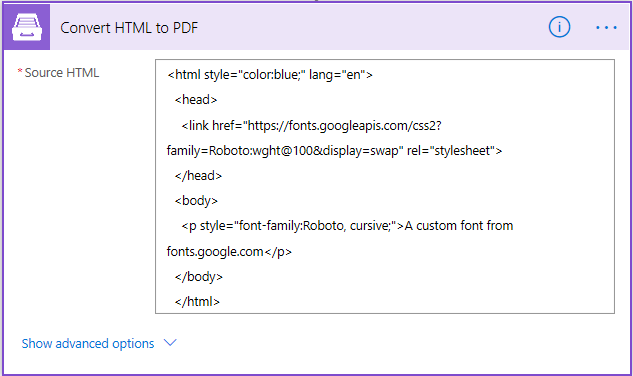 Convert HTML to PDF
* Source HTML
<html style="color:blue;" lang="en">
<head>
<link href="https://fonts.googleapis.com/css2?
family=Roboto:wght@100&display=swap" rel="stylesheet">
</head>
<body>
<p style="font-family:Roboto, cursive;">A custom font from
fonts.google.com</p>
</body>
</html>
Show advanced options